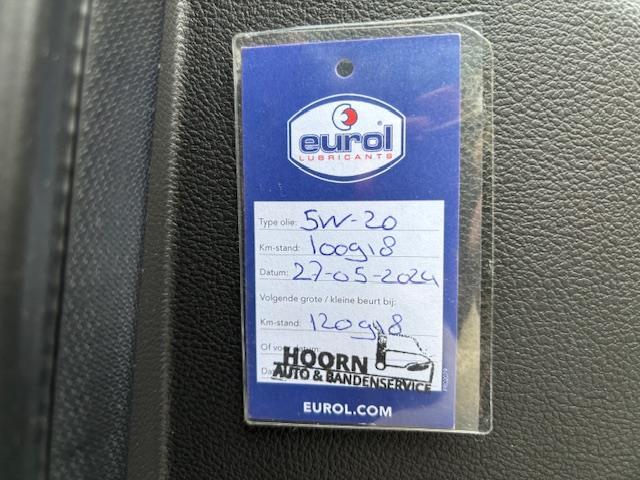 eurol
LUBRICANTS
Type olie: 5W-20
Km-stand: 100918
Datum: 27-05-2024
Volgende grote / kleine beurt bij:
Km-stand: 120918
Of
HOORN
AUTO & BANDENSERVICE
EUROL.COM